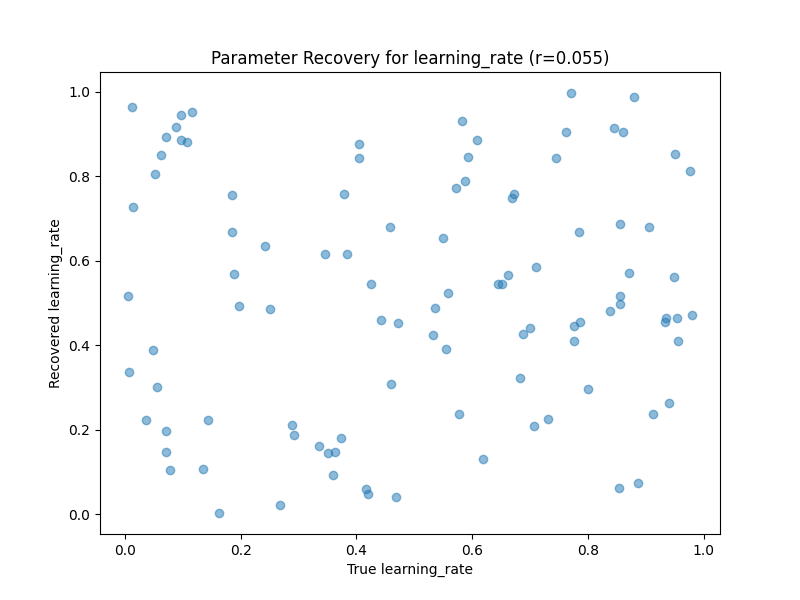 Parameter Recovery for learning_rate (r=0.055)
Recovered learning_rate
1.0
0.8
0.6
0.4
0.2
0.0
0.0 0.2 0.4 0.6 0.8 1.0
True learning_rate